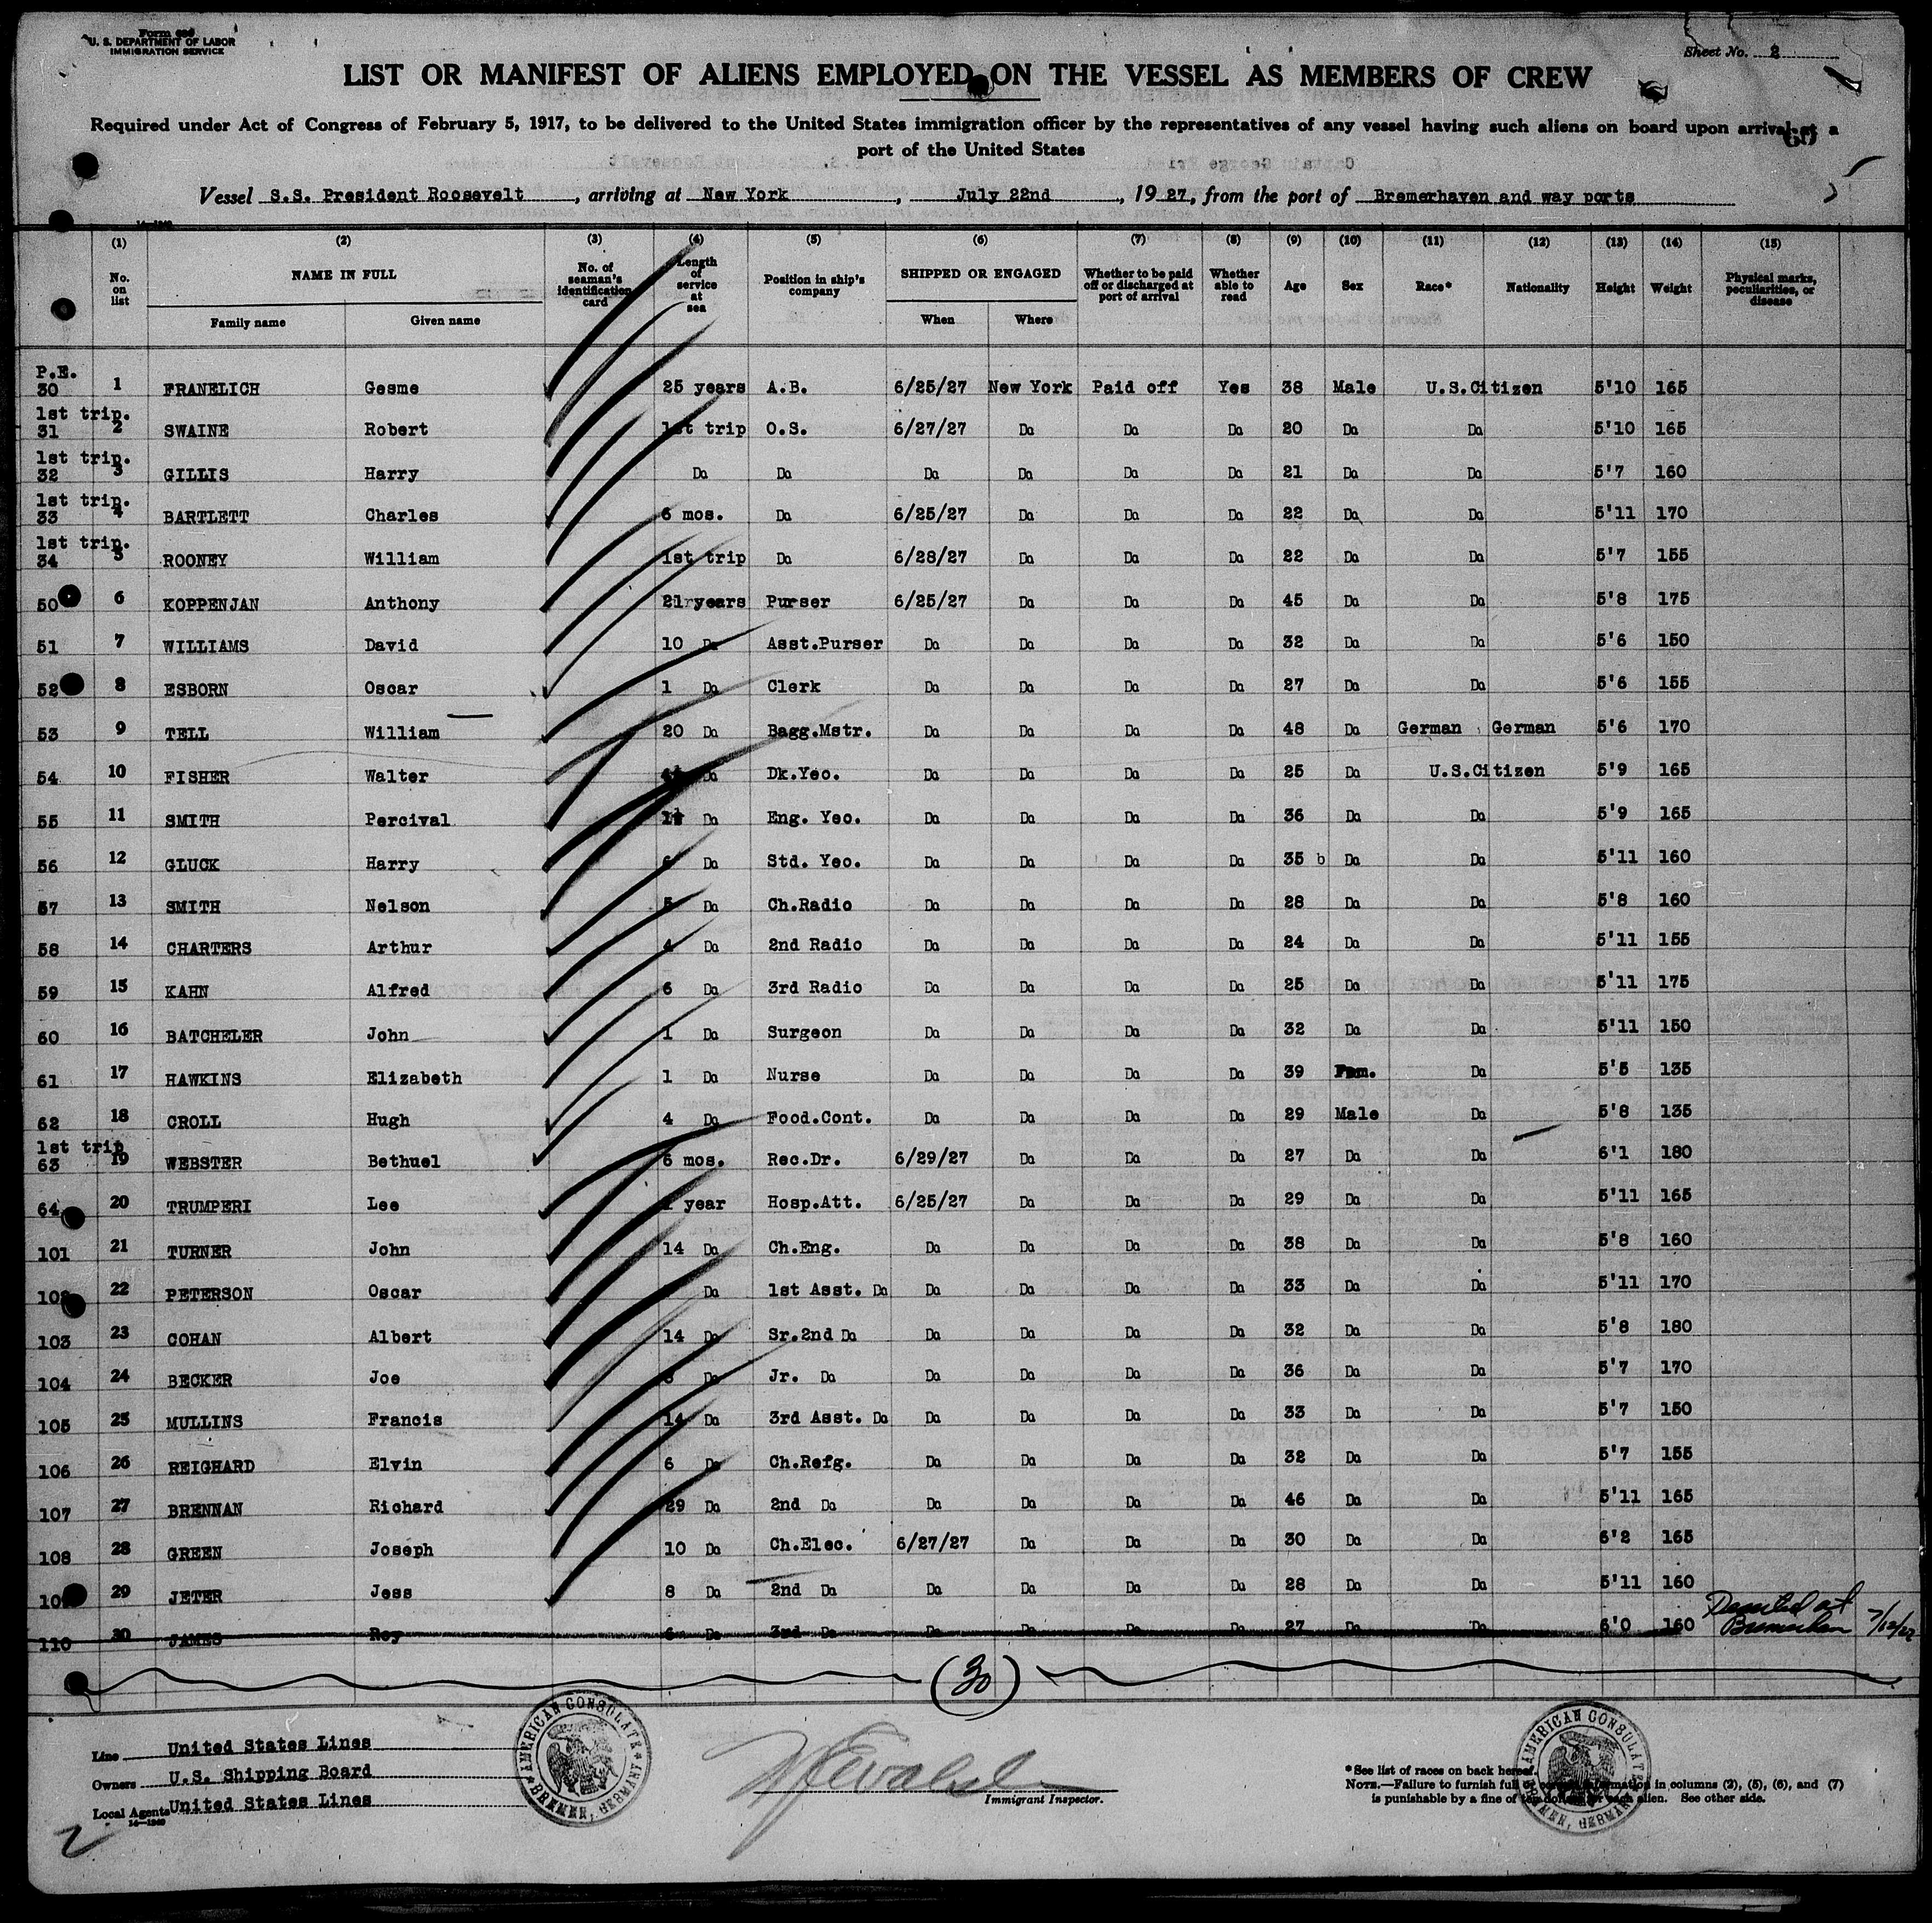 Form 680
U. S. DEPARTMENT OF LABOR
IMMIGRATION SERVICE
Sheet No. 2
LIST OR MANIFEST OF ALIENS EMPLOYED ON THE VESSEL AS MEMBERS OF CREW
Required under Act of Congress of February 5, 1917, to be delivered to the United States immigration officer by the representatives of any vessel having such aliens on board upon arrival at a
port of the United States
Vessel S.S. President Roosevelt, arriving at New York, July 22nd, 1927, from the port of Bremerhaven and way ports
(1) (2) (3) (4) (5) (6) (7) (8) (9) (10) (11) (12) (13) (14) (15)
No. on list NAME IN FULL Family name Given name No. of seaman's identification card Length of service at sea Position in ship's company SHIPPED OR ENGAGED When Where Whether to be paid off or discharged at port of arrival Whether able to read Age Sex Race* Nationality Height Weight Physical marks, peculiarities, or disease
P.E.
30 1 FRANELICH Gesme 25 years A.B. 6/25/27 New York Paid off Yes 38 Male U.S.Citizen 5'10 165
1st trip.
31 2 SWAINE Robert 1st trip O.S. 6/27/27 Do Do Do 20 Do Do 5'10 165
1st trip.
32 3 GILLIS Harry Do Do Do Do Do Do 21 Do Do 5'7 160
1st trip.
33 4 BARTLETT Charles 6 mos. Do 6/25/27 Do Do Do 22 Do Do 5'11 170
1st trip.
34 5 ROONEY William 1st trip Do 6/28/27 Do Do Do 22 Do Do 5'7 155
50 6 KOPPENJAN Anthony 21 years Purser 6/25/27 Do Do Do 45 Do Do 5'8 175
51 7 WILLIAMS David 10 Do Asst.Purser Do Do Do Do 32 Do Do 5'6 150
52 8 ESBORN Oscar 1 Do Clerk Do Do Do Do 27 Do Do 5'6 155
53 9 TELL William 20 Do Bagg.Mstr. Do Do Do Do 48 Do German German 5'6 170
54 10 FISHER Walter Do Dk.Yeo. Do Do Do Do 25 Do U.S.Citizen 5'9 165
55 11 SMITH Percival Do Eng. Yeo. Do Do Do Do 36 Do Do 5'9 165
56 12 GLUCK Harry 6 Do Std. Yeo. Do Do Do Do 35 b Do Do 5'11 160
57 13 SMITH Nelson 5 Do Ch.Radio Do Do Do Do 28 Do Do 5'8 160
58 14 CHARTERS Arthur 4 Do 2nd Radio Do Do Do Do 24 Do Do 5'11 155
59 15 KAHN Alfred 6 Do 3rd Radio Do Do Do Do 25 Do Do 5'11 175
60 16 BATCHELER John 1 Do Surgeon Do Do Do Do 32 Do Do 5'11 150
61 17 HAWKINS Elizabeth 1 Do Nurse Do Do Do Do 39 Fem. Do 5'5 135
62 18 CROLL Hugh 4 Do Food.Cont. Do Do Do Do 29 Male Do 5'8 135
1st trip
63 19 WEBSTER Bethuel 6 mos. Rec.Dr. 6/29/27 Do Do Do 27 Do Do 6'1 180
64 20 TRUMPERI Lee 1 year Hosp.Att. 6/25/27 Do Do Do 29 Do Do 5'11 165
101 21 TURNER John 14 Do Ch.Eng. Do Do Do Do 38 Do Do 5'8 160
102 22 PETERSON Oscar Do 1st Asst. Do Do Do Do Do 33 Do Do 5'11 170
103 23 COHAN Albert 14 Do Sr.2nd Do Do Do Do Do 32 Do Do 5'8 180
104 24 BECKER Joe Do Jr. Do Do Do Do Do 36 Do Do 5'7 170
105 25 MULLINS Francis 14 Do 3rd Asst. Do Do Do Do Do 33 Do Do 5'7 150
106 26 REIGHARD Elvin 6 Do Ch.Refg. Do Do Do Do 32 Do Do 5'7 155
107 27 BRENNAN Richard 29 Do 2nd Do Do Do Do Do 46 Do Do 5'11 165
108 28 GREEN Joseph 10 Do Ch.Elec. 6/27/27 Do Do Do 30 Do Do 6'2 165
109 29 JETER Jess 8 Do 2nd Do Do Do Do Do 28 Do Do 5'11 160
110 30 JAMES Roy 6 Do 3rd Do Do Do Do Do 27 Do Do 6'0 160 Deserted at Bremerhaven 7/12/27
(30)
Line United States Lines
Owners U.S. Shipping Board
Local Agents United States Lines
14—1240
AMERICAN CONSULATE BREMEN, GERMANY
Immigrant Inspector.
*See list of races on back hereof.
NOTE.—Failure to furnish full or correct information in columns (2), (5), (6), and (7)
is punishable by a fine of ten dollars for each alien. See other side.
AMERICAN CONSULATE BREMEN, GERMANY
2